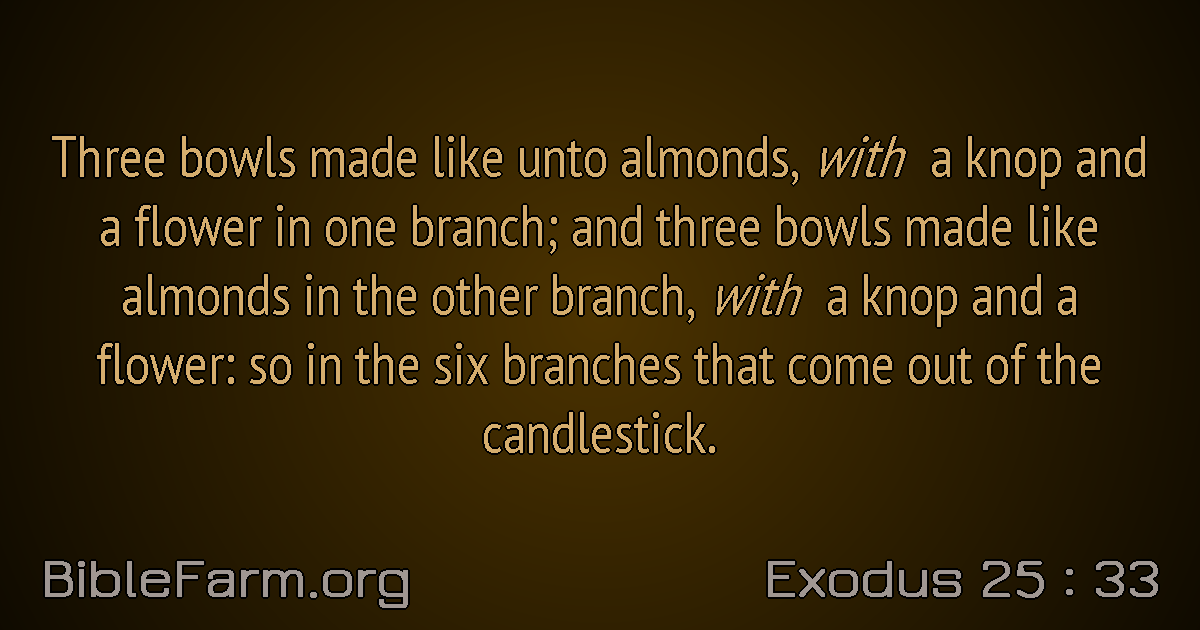 Three bowls made like unto almonds, with a knop and
a flower in one branch; and three bowls made like
almonds in the other branch, with a knop and a
flower: so in the six branches that come out of the
candlestick.
BibleFarm.org
Exodus 25 : 33